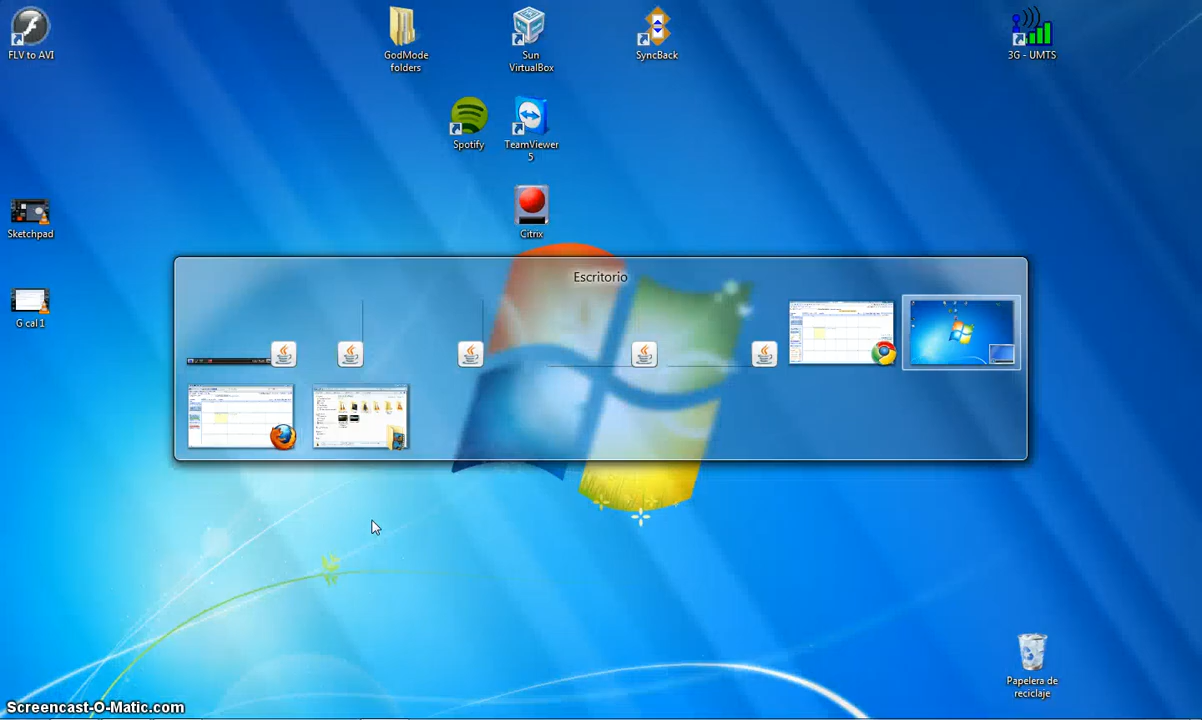 FLV to AVI
GodMode
folders
Sun
VirtualBox
SyncBack
3G - UMTS
Spotify
TeamViewer
5
Sketchpad
Citrix
Escritorio
G cal 1
Papelera de
reciclaje
Screencast-O-Matic.com